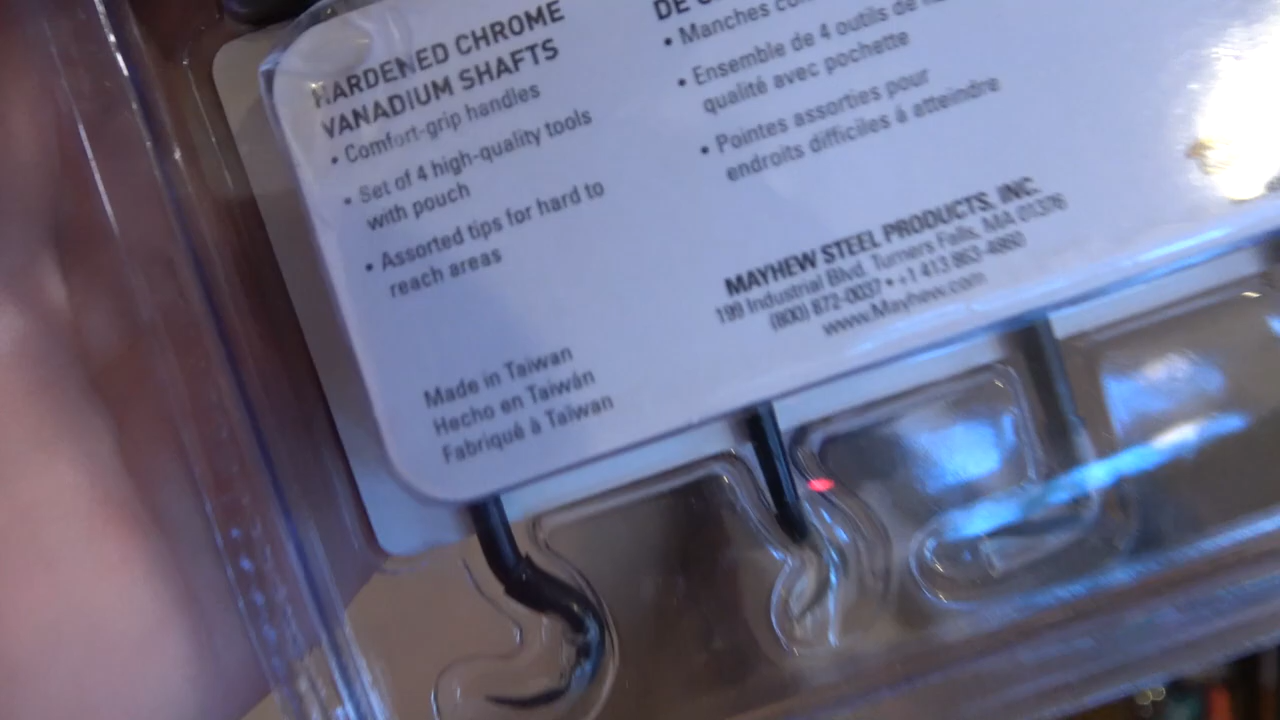 HARDENED CHROME
VANADIUM SHAFTS
• Comfort-grip handles
• Set of 4 high-quality tools
with pouch
• Assorted tips for hard to
reach areas
Made in Taiwan
Hecho en Taiwán
Fabriqué à Taïwan
DE
• Manches
• Ensemble de 4 outils de
qualité avec pochette
• Pointes assorties pour
endroits difficiles à atteindre
MAYHEW STEEL PRODUCTS, INC.
199 Industrial Blvd. Turners Falls, MA 01376
(800) 872-0037 • +1 413 863-4860
www.Mayhew.com